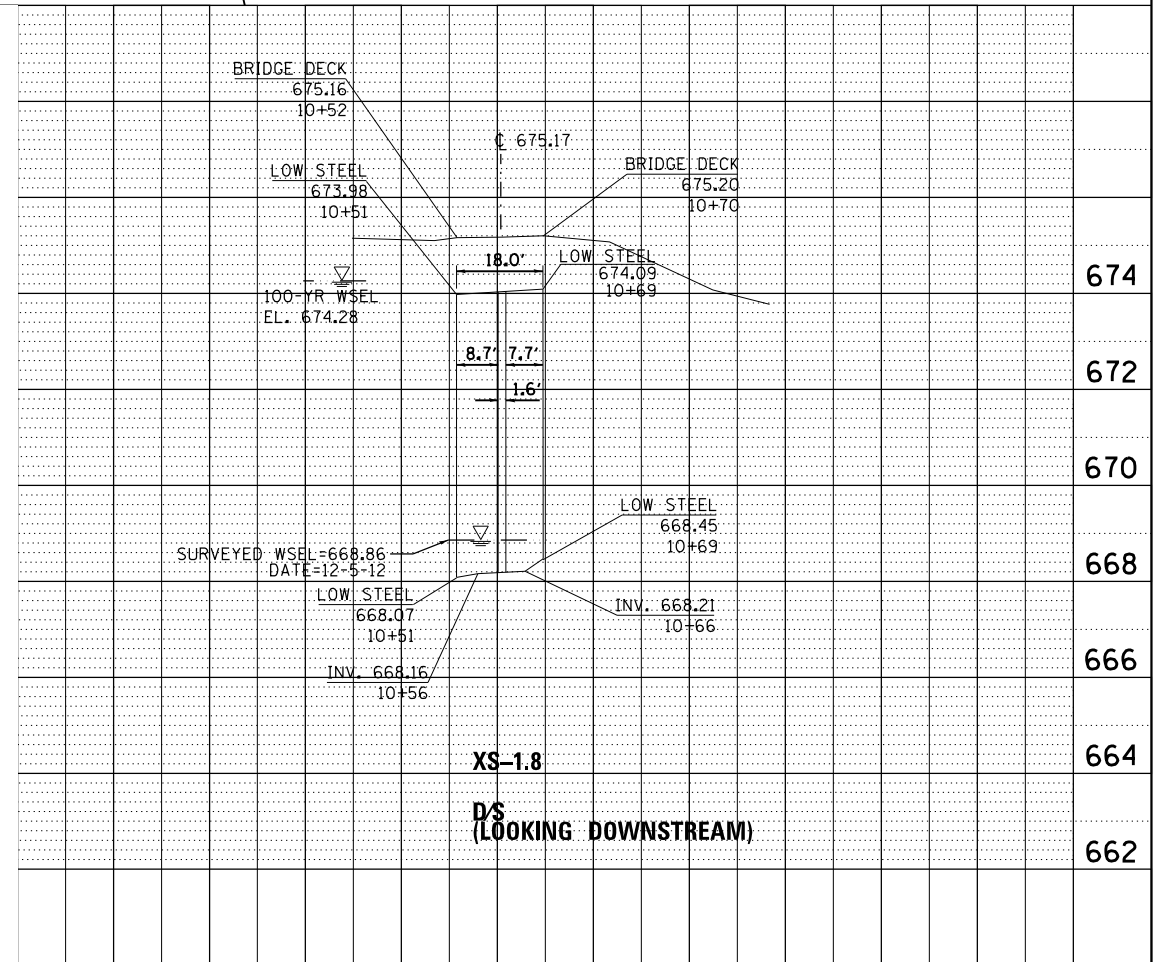 BRIDGE DECK
675.16
10+52
℄ 675.17
LOW STEEL
673.98
10+51
BRIDGE DECK
675.20
10+70
18.0'
LOW STEEL
674.09
10+69
674
100-YR WSEL
EL. 674.28
8.7'
7.7'
672
1.6'
670
LOW STEEL
668.45
10+69
SURVEYED WSEL=668.86
DATE=12-5-12
668
LOW STEEL
668.07
10+51
INV. 668.21
10+66
INV. 668.16
10+56
666
XS-1.8
664
D/S
(LOOKING DOWNSTREAM)
662